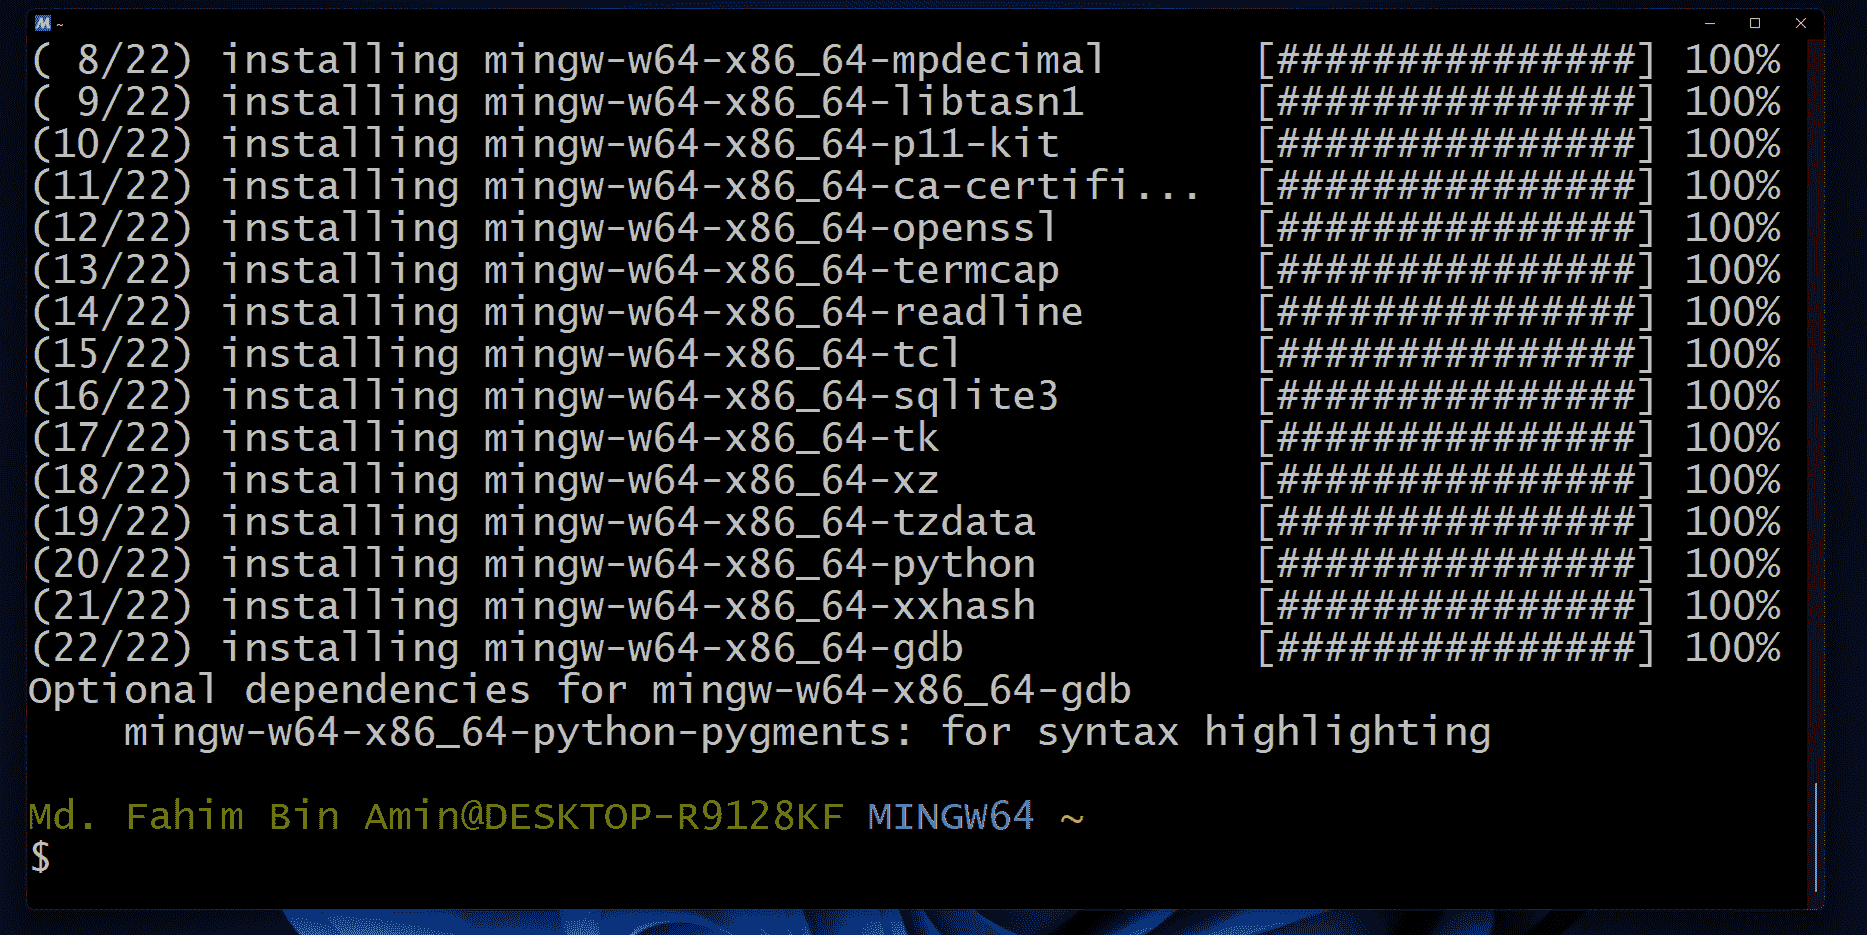 M ~
( 8/22) installing mingw-w64-x86_64-mpdecimal [###############] 100%
( 9/22) installing mingw-w64-x86_64-libtasn1 [###############] 100%
(10/22) installing mingw-w64-x86_64-p11-kit [###############] 100%
(11/22) installing mingw-w64-x86_64-ca-certifi... [###############] 100%
(12/22) installing mingw-w64-x86_64-openssl [###############] 100%
(13/22) installing mingw-w64-x86_64-termcap [###############] 100%
(14/22) installing mingw-w64-x86_64-readline [###############] 100%
(15/22) installing mingw-w64-x86_64-tcl [###############] 100%
(16/22) installing mingw-w64-x86_64-sqlite3 [###############] 100%
(17/22) installing mingw-w64-x86_64-tk [###############] 100%
(18/22) installing mingw-w64-x86_64-xz [###############] 100%
(19/22) installing mingw-w64-x86_64-tzdata [###############] 100%
(20/22) installing mingw-w64-x86_64-python [###############] 100%
(21/22) installing mingw-w64-x86_64-xxhash [###############] 100%
(22/22) installing mingw-w64-x86_64-gdb [###############] 100%
Optional dependencies for mingw-w64-x86_64-gdb
mingw-w64-x86_64-python-pygments: for syntax highlighting
Md. Fahim Bin Amin@DESKTOP-R9128KF MINGW64 ~
$